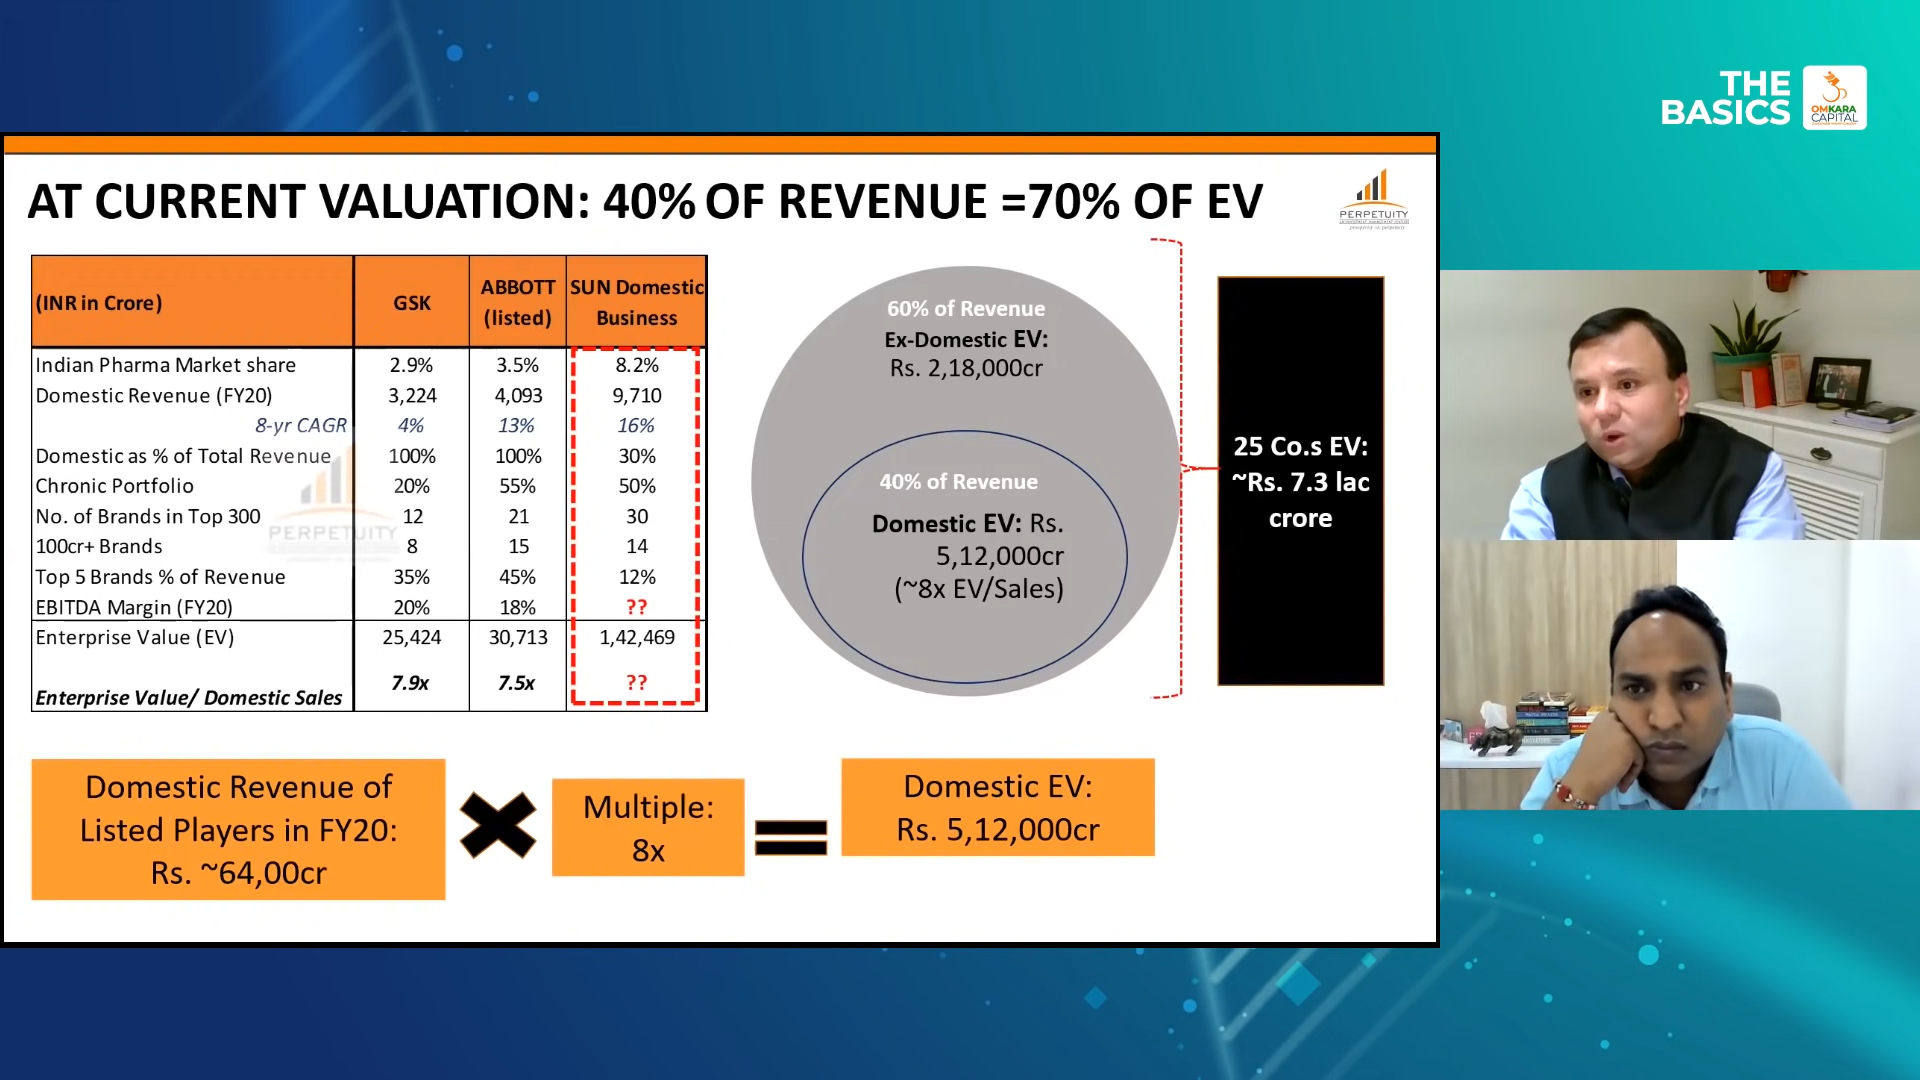 THE
BASICS
OMKARA
CAPITAL
AT CURRENT VALUATION: 40% OF REVENUE =70% OF EV
PERPETUITY
prosperity in perpetuity
(INR in Crore) GSK ABBOTT (listed) SUN Domestic Business
Indian Pharma Market share 2.9% 3.5% 8.2%
Domestic Revenue (FY20) 3,224 4,093 9,710
8-yr CAGR 4% 13% 16%
Domestic as % of Total Revenue 100% 100% 30%
Chronic Portfolio 20% 55% 50%
No. of Brands in Top 300 12 21 30
100cr+ Brands 8 15 14
Top 5 Brands % of Revenue 35% 45% 12%
EBITDA Margin (FY20) 20% 18% ??
Enterprise Value (EV) 25,424 30,713 1,42,469
Enterprise Value/ Domestic Sales 7.9x 7.5x ??
PERPETUITY
60% of Revenue
Ex-Domestic EV:
Rs. 2,18,000cr
40% of Revenue
Domestic EV: Rs.
5,12,000cr
(~8x EV/Sales)
25 Co.s EV:
~Rs. 7.3 lac
crore
Domestic Revenue of
Listed Players in FY20:
Rs. ~64,00cr
Multiple:
8x
Domestic EV:
Rs. 5,12,000cr